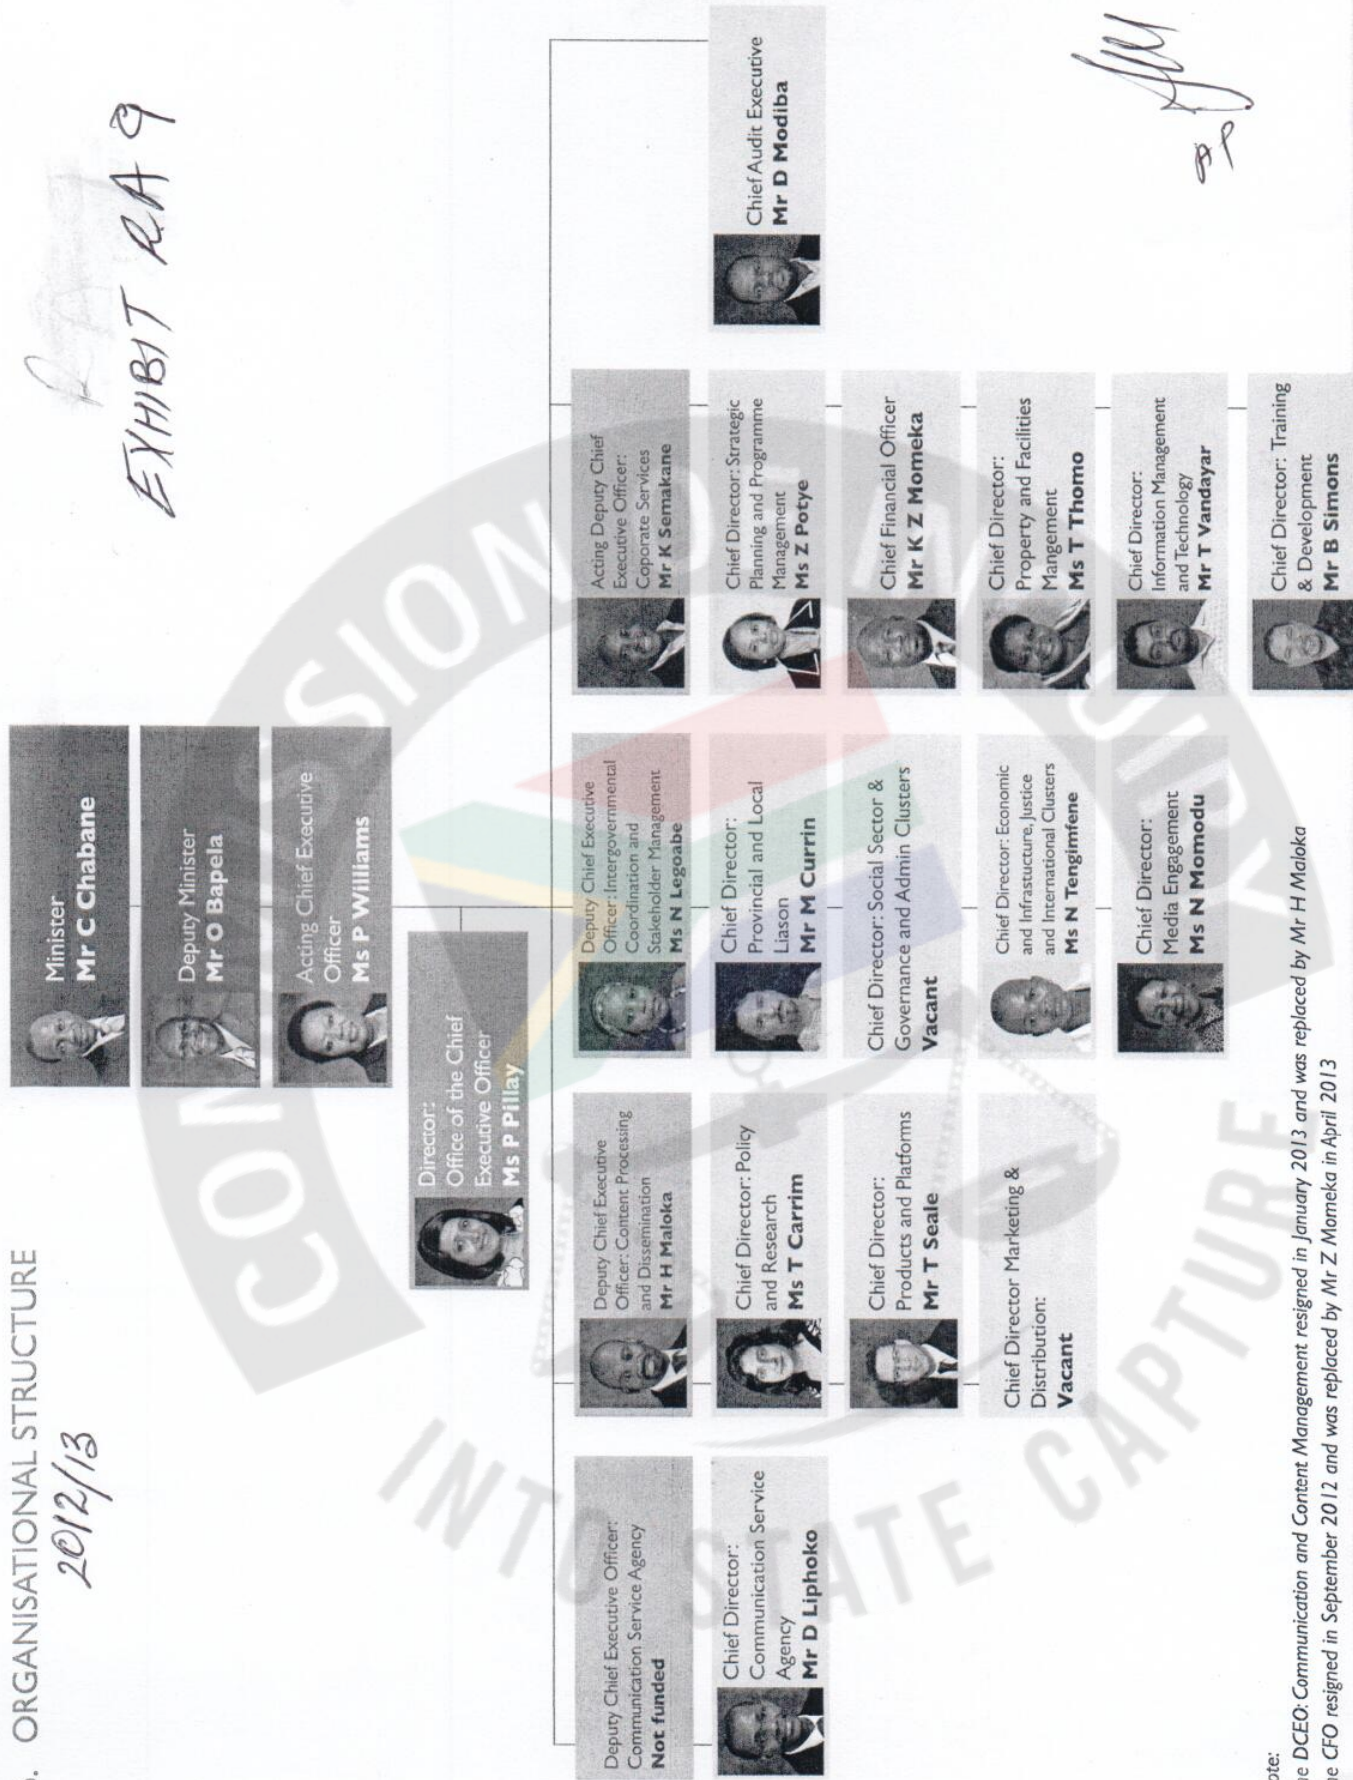 EXHIBIT RA 9
ORGANISATIONAL STRUCTURE
2012/13
Minister
Mr C Chabane
Deputy Minister
Mr O Bapela
Acting Chief Executive
Officer
Ms P Williams
Director:
Office of the Chief
Executive Officer
Ms P Pillay
Deputy Chief Executive Officer:
Communication Service Agency
Not funded
Chief Director:
Communication Service
Agency
Mr D Liphoko
Deputy Chief Executive
Officer: Content Processing
and Dissemination
Mr H Maloka
Chief Director: Policy
and Research
Ms T Carrim
Chief Director:
Products and Platforms
Mr T Seale
Chief Director Marketing &
Distribution:
Vacant
Deputy Chief Executive
Officer: Intergovernmental
Coordination and
Stakeholder Management
Ms N Legoabe
Chief Director:
Provincial and Local
Liason
Mr M Currin
Chief Director: Social Sector &
Governance and Admin Clusters
Vacant
Chief Director: Economic
and Infrastucture, Justice
and International Clusters
Ms N Tengimfene
Chief Director:
Media Engagement
Ms N Momodu
Acting Deputy Chief
Executive Officer:
Coporate Services
Mr K Semakane
Chief Director: Strategic
Planning and Programme
Management
Ms Z Potye
Chief Financial Officer
Mr K Z Momeka
Chief Director:
Property and Facilities
Mangement
Ms T Thomo
Chief Director:
Information Management
and Technology
Mr T Vandayar
Chief Director: Training
& Development
Mr B Simons
Chief Audit Executive
Mr D Modiba
DCEO: Communication and Content Management resigned in January 2013 and was replaced by Mr H Maloka
CFO resigned in September 2012 and was replaced by Mr Z Momeka in April 2013
COMMISSION OF INQUIRY
INTO STATE CAPTURE